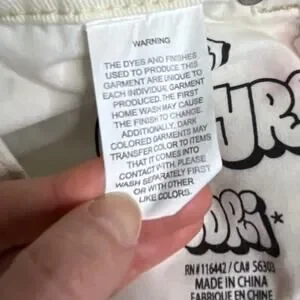 WARNING
THE DYES AND FINISHES
USED TO PRODUCE THIS
GARMENT ARE UNIQUE TO
EACH INDIVIDUAL GARMENT
PRODUCED.THE FIRST
HOME WASH MAY CAUSE
THE FINISH TO CHANGE.
ADDITIONALLY, DARK
COLORED GARMENTS MAY
TRANSFER COLOR TO ITEMS
THAT IT COMES INTO
CONTACT WITH. PLEASE
WASH SEPARATELY FIRST
OR WITH OTHER
LIKE COLORS.
RN#116442 / CA# 56303
MADE IN CHINA
FABRIQUE EN CHINE